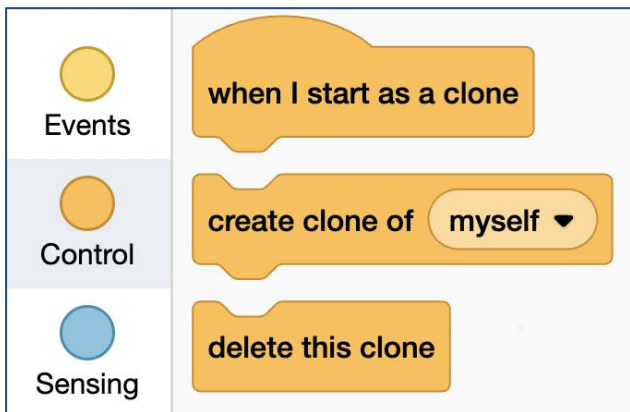 Events
Control
Sensing
when I start as a clone
create clone of myself
delete this clone